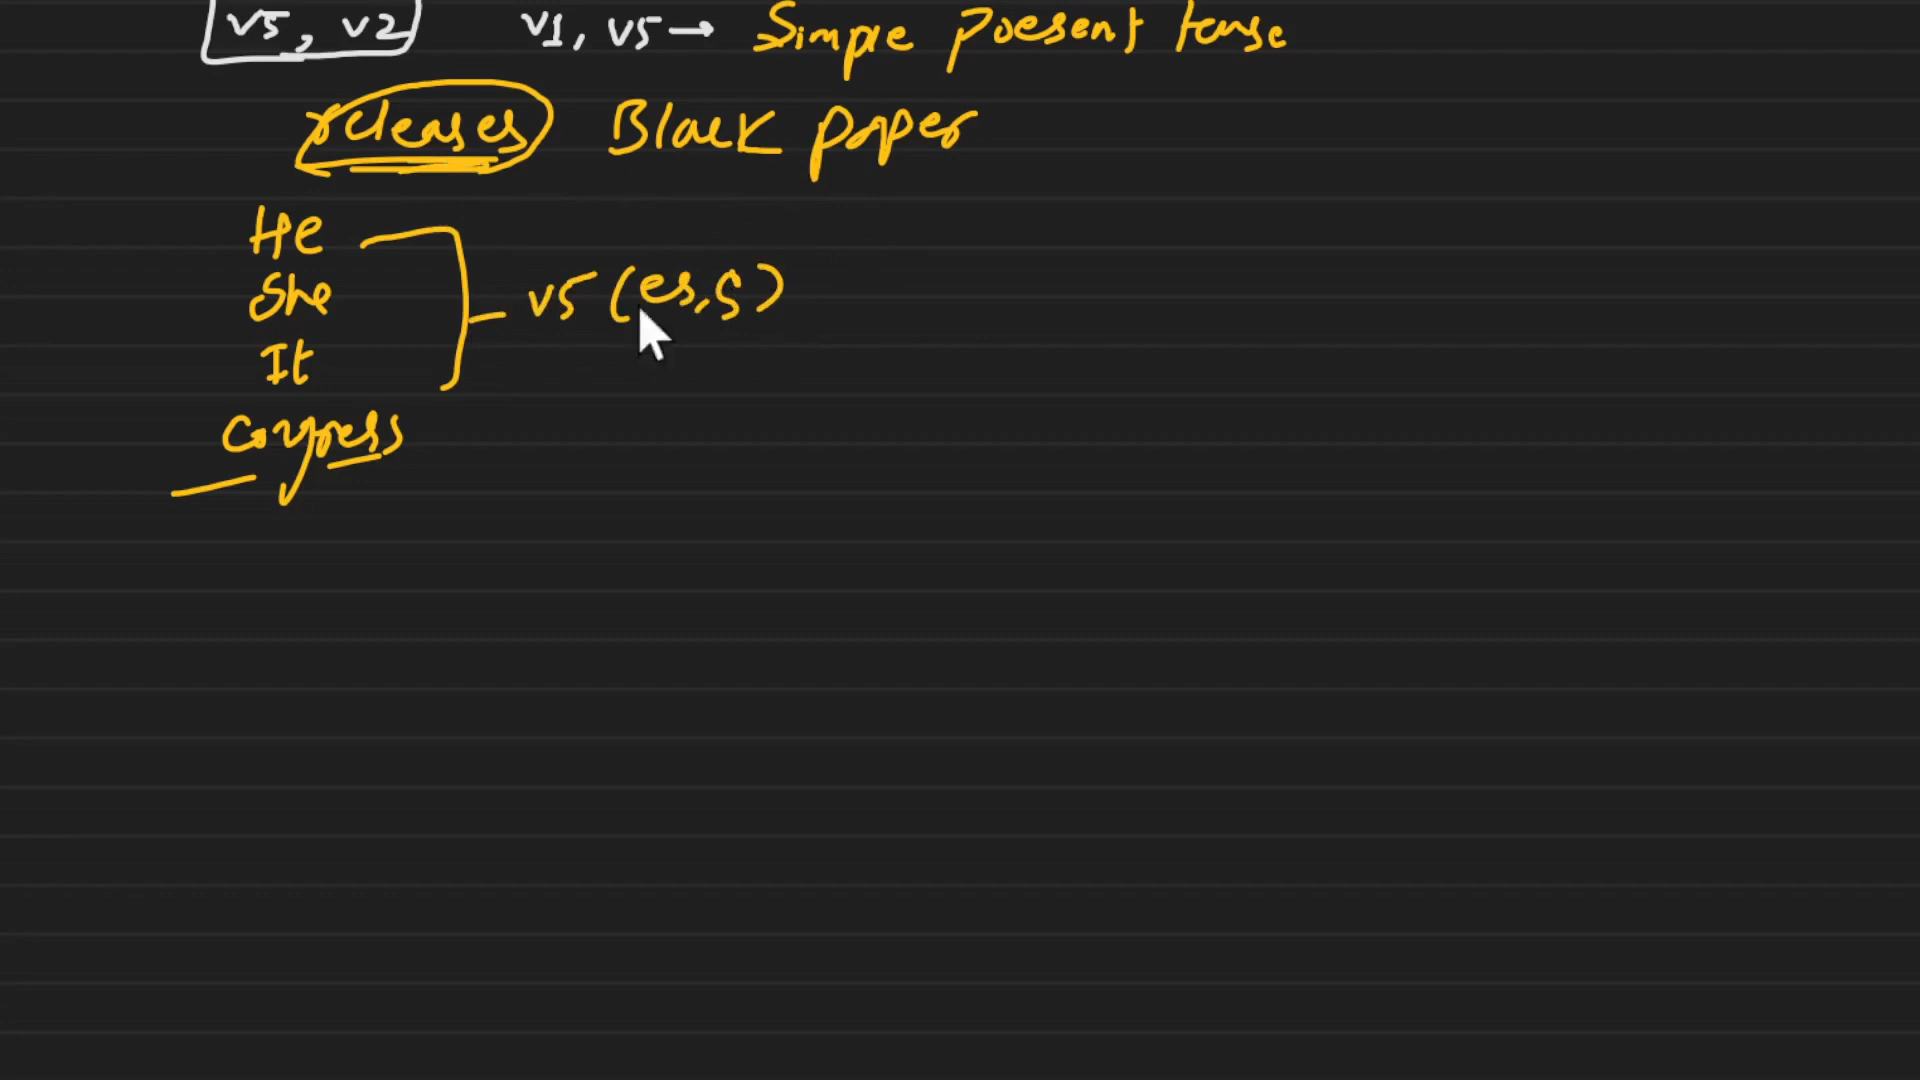 v5, v2 v1, v5 → Simple present tense
releases Black paper
He
She
It
v5 (es, s)
Congress